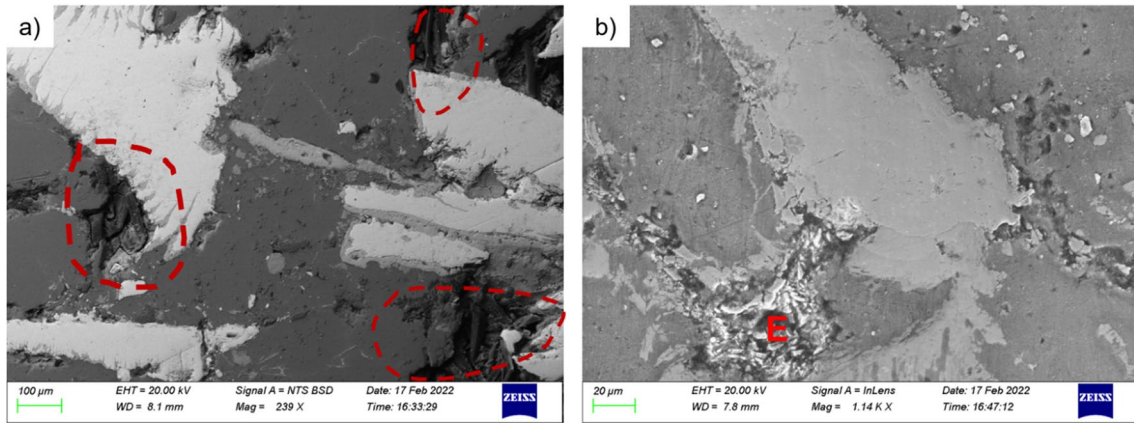 a)
100 µm
EHT = 20.00 kV
WD = 8.1 mm
Signal A = NTS BSD
Mag = 239 X
Date: 17 Feb 2022
Time: 16:33:29
ZEISS
b)
E
20 µm
EHT = 20.00 kV
WD = 7.8 mm
Signal A = InLens
Mag = 1.14 K X
Date: 17 Feb 2022
Time: 16:47:12
ZEISS